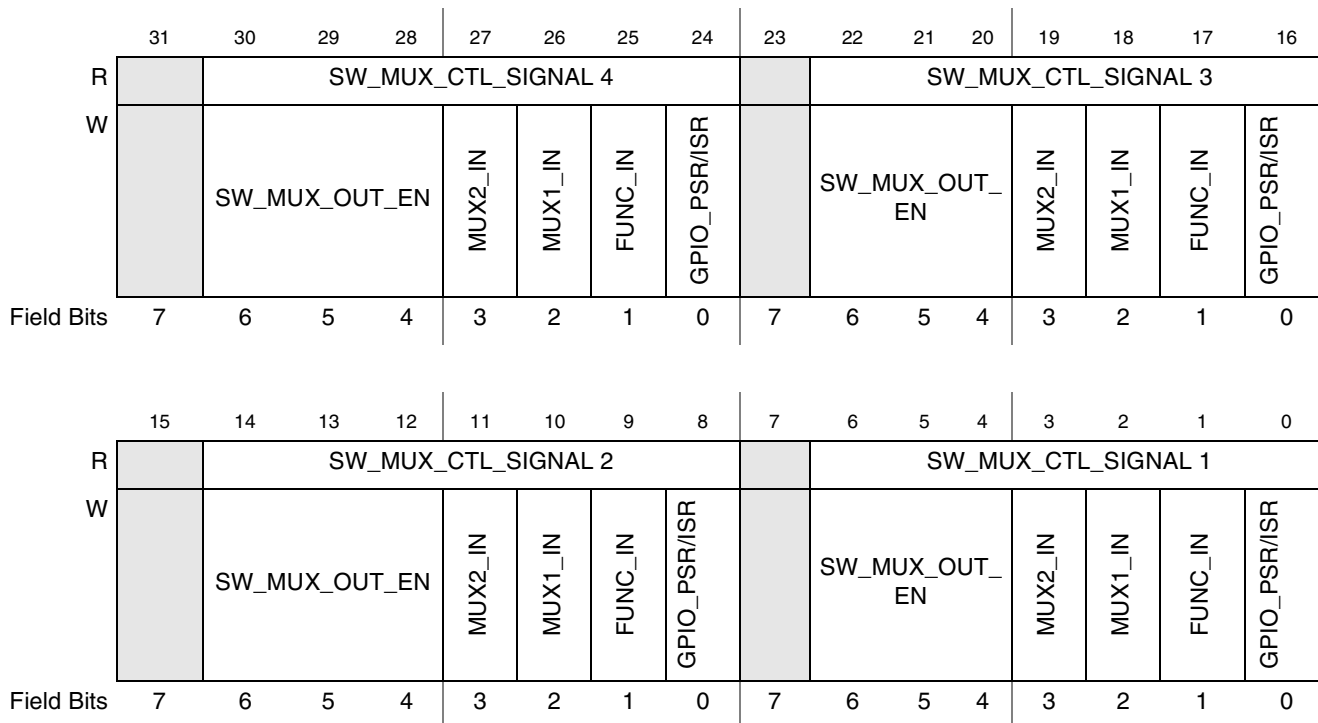 31 30 29 28 27 26 25 24 23 22 21 20 19 18 17 16
R SW_MUX_CTL_SIGNAL 4 SW_MUX_CTL_SIGNAL 3
W SW_MUX_OUT_EN MUX2_IN MUX1_IN FUNC_IN GPIO_PSR/ISR SW_MUX_OUT_ MUX2_IN MUX1_IN FUNC_IN GPIO_PSR/ISR
EN
Field Bits 7 6 5 4 3 2 1 0 7 6 5 4 3 2 1 0
15 14 13 12 11 10 9 8 7 6 5 4 3 2 1 0
R SW_MUX_CTL_SIGNAL 2 SW_MUX_CTL_SIGNAL 1
W SW_MUX_OUT_EN MUX2_IN MUX1_IN FUNC_IN GPIO_PSR/ISR SW_MUX_OUT_ MUX2_IN MUX1_IN FUNC_IN GPIO_PSR/ISR
EN
Field Bits 7 6 5 4 3 2 1 0 7 6 5 4 3 2 1 0